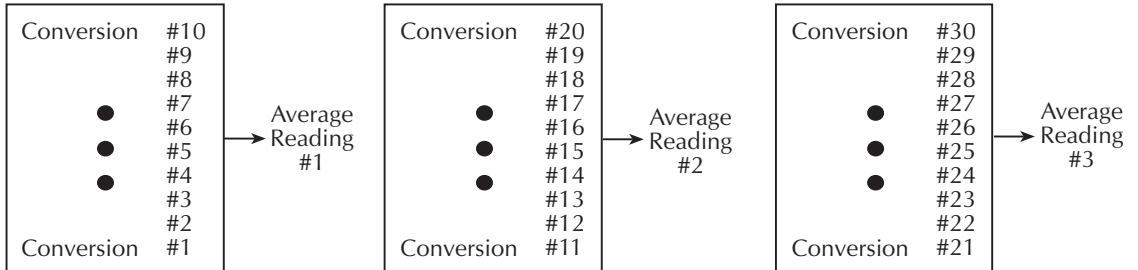 Conversion #10
#9
#8
#7
#6
#5
#4
#3
#2
Conversion #1
Average
Reading
#1
Conversion #20
#19
#18
#17
#16
#15
#14
#13
#12
Conversion #11
Average
Reading
#2
Conversion #30
#29
#28
#27
#26
#25
#24
#23
#22
Conversion #21
Average
Reading
#3